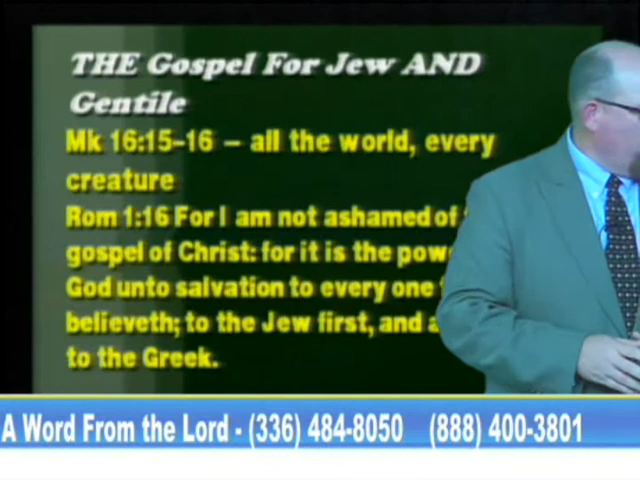 THE Gospel For Jew AND
Gentile
Mk 16:15-16 – all the world, every
creature
Rom 1:16 For I am not ashamed of
gospel of Christ: for it is the
God unto salvation to every one
believeth; to the Jew first, and
to the Greek.
A Word From the Lord - (336) 484-8050 (888) 400-3801